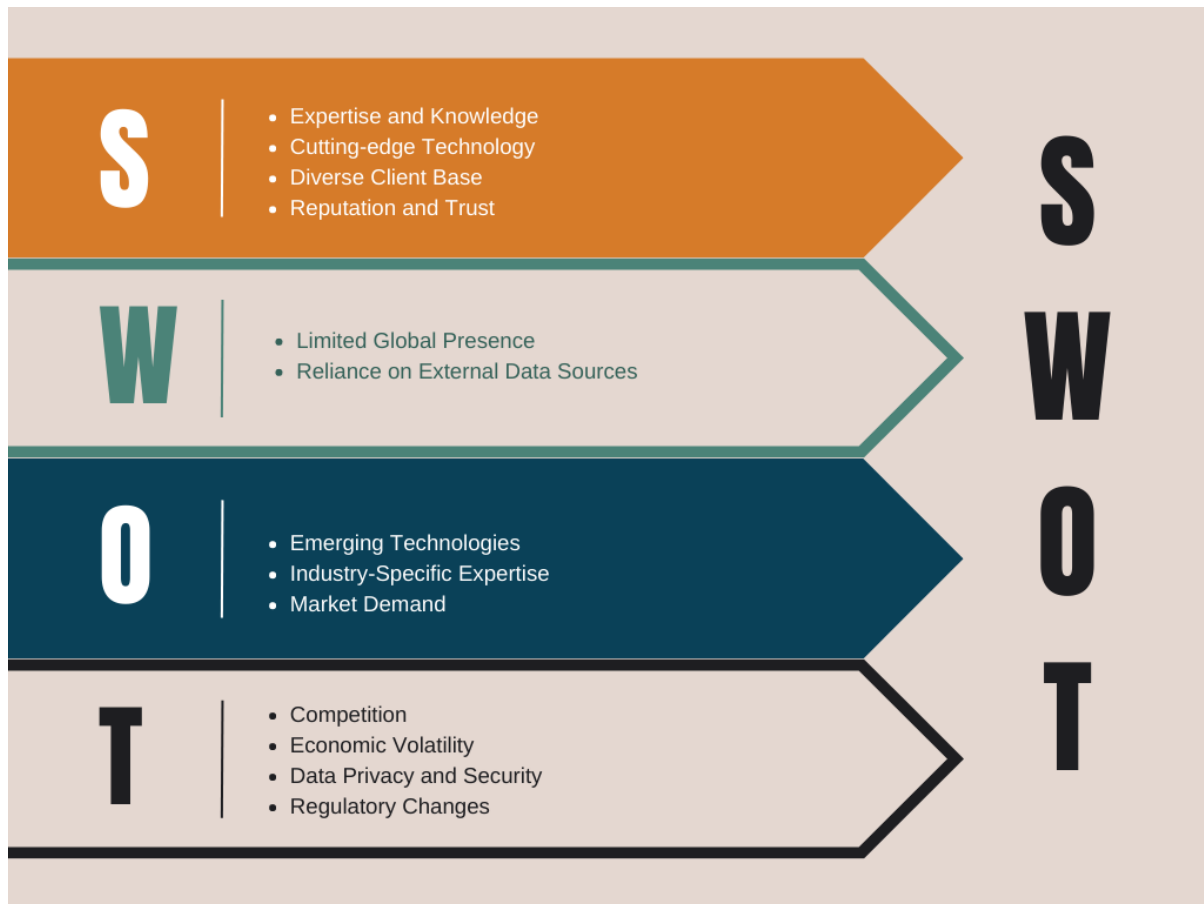 S
• Expertise and Knowledge
• Cutting-edge Technology
• Diverse Client Base
• Reputation and Trust
W
• Limited Global Presence
• Reliance on External Data Sources
O
• Emerging Technologies
• Industry-Specific Expertise
• Market Demand
T
• Competition
• Economic Volatility
• Data Privacy and Security
• Regulatory Changes
S
W
O
T